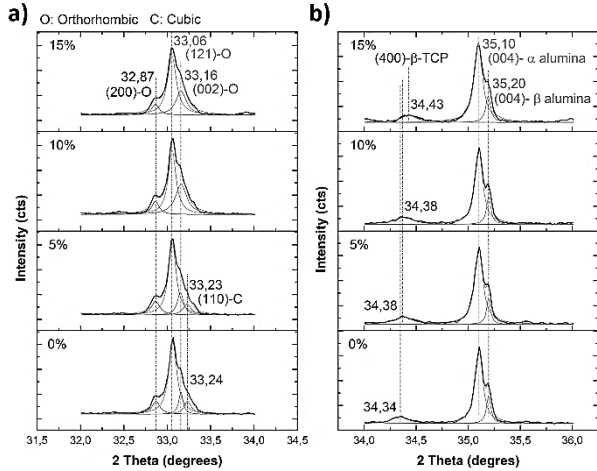 a)
O: Orthorhombic C: Cubic
15%
33,06
(121)-O
32,87
(200)-O
33,16
(002)-O
10%
5%
33,23
(110)-C
0%
33,24
Intensity (cts)
31,5 32,0 32,5 33,0 33,5 34,0 34,5
2 Theta (degrees)
b)
15%
(400)-β-TCP
35,10
(004)- α alumina
35,20
(004)- β alumina
34,43
10%
34,38
5%
34,38
0%
34,34
Intensity (cts)
34,0 34,5 35,0 35,5 36,0
2 Theta (degrees)